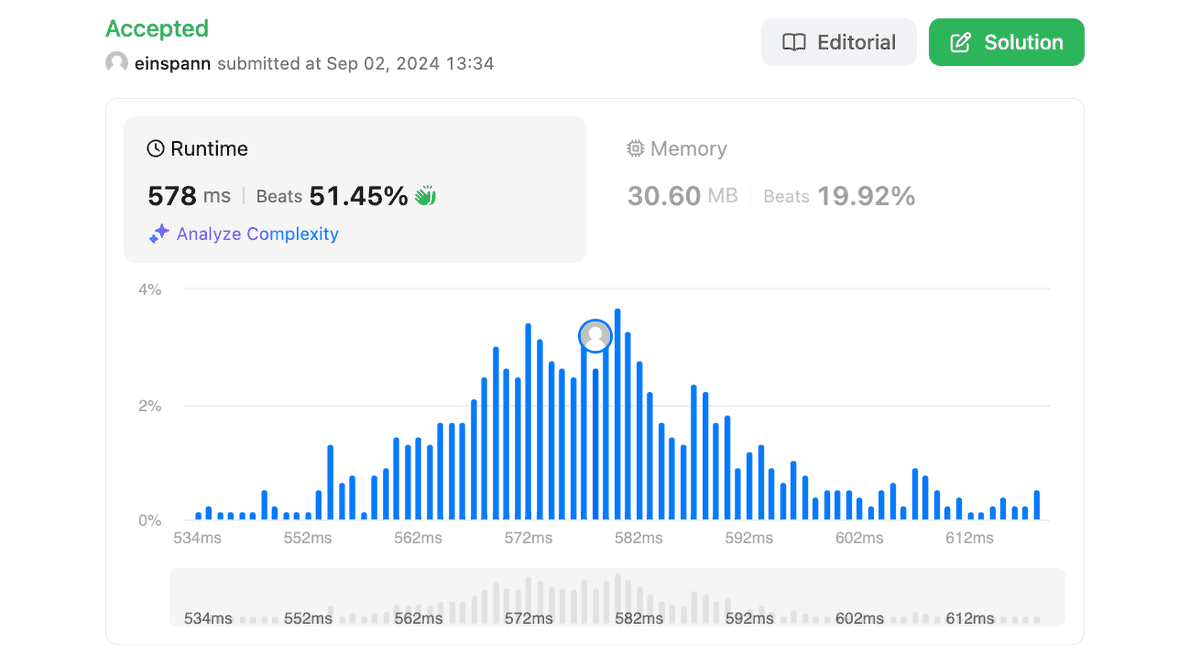 Accepted
Editorial
Solution
einspann submitted at Sep 02, 2024 13:34
Runtime
Memory
578 ms Beats 51.45%
30.60 MB Beats 19.92%
Analyze Complexity
4%
2%
0%
534ms 552ms 562ms 572ms 582ms 592ms 602ms 612ms
534ms 552ms 562ms 572ms 582ms 592ms 602ms 612ms